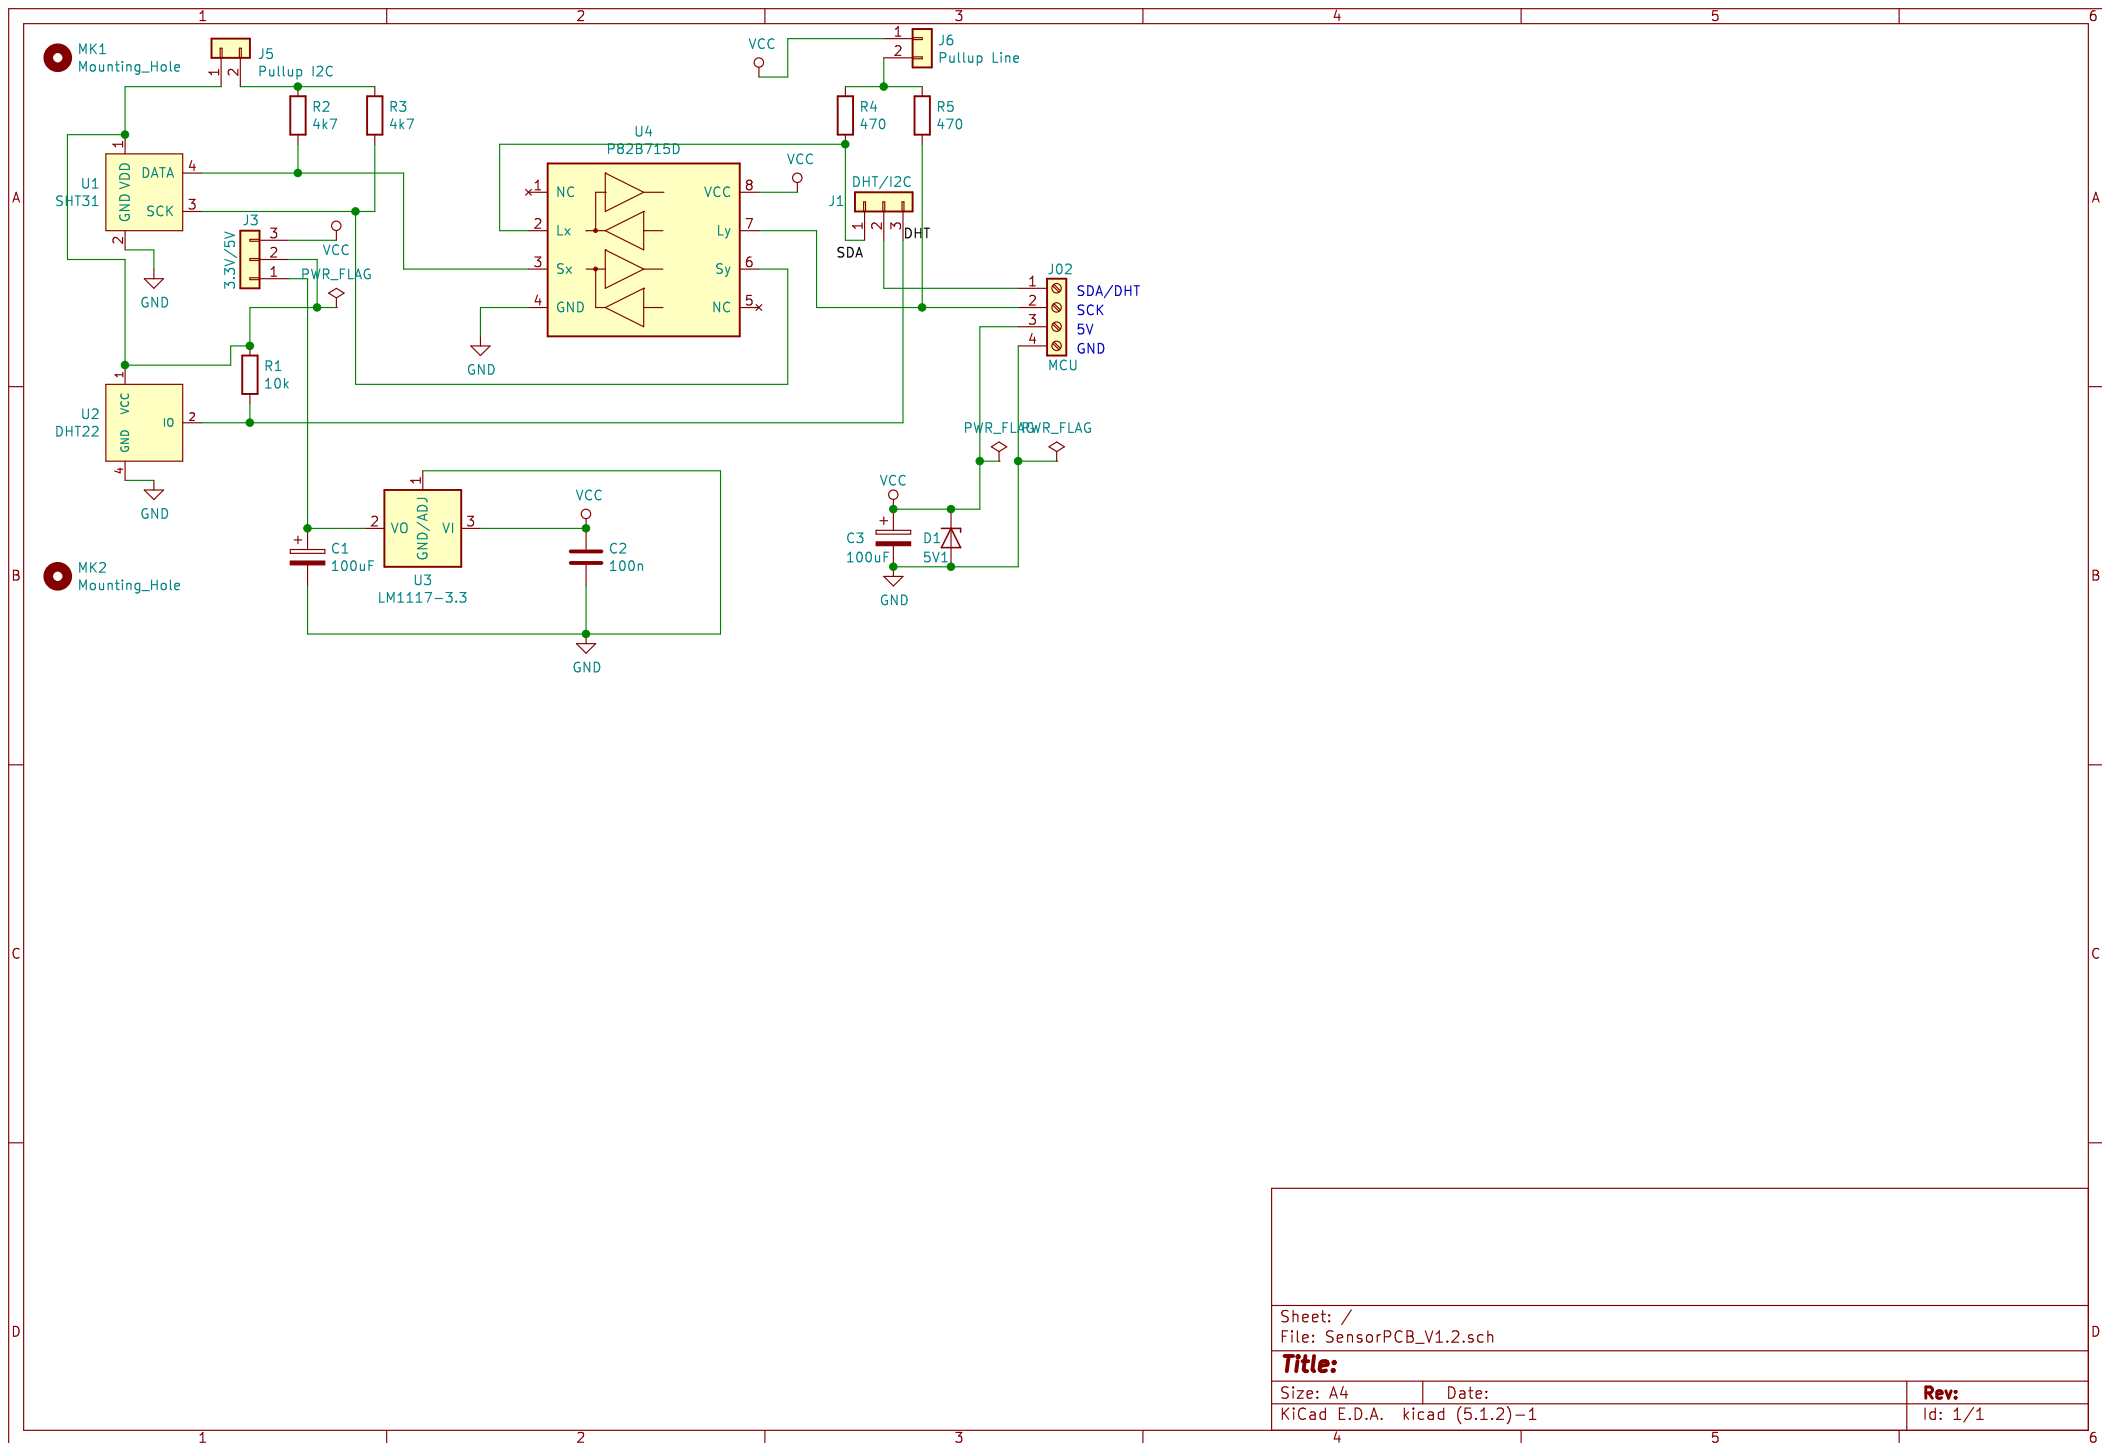 1 2 3 4 5 6
MK1
Mounting_Hole
J5
Pullup I2C
1 2
VCC
1
2
J6
Pullup Line
R2
4k7
R3
4k7
R4
470
R5
470
U4
P82B715D
VCC
1
VDD
DATA
4
U1
SHT31
GND
SCK
3
2
GND
A
A
J3
3.3V/5V
3
2
1
VCC
PWR_FLAG
1
NC
VCC
8
2
Lx
Ly
7
3
Sx
Sy
6
4
GND
NC
5
GND
DHT/I2C
J1
1 2 3
DHT
SDA
J02
1
SDA/DHT
2
SCK
3
5V
4
GND
MCU
R1
10k
1
VCC
U2
DHT22
IO
2
GND
4
GND
PWR_FLAG
PWR_FLAG
1
2
VO
GND/ADJ
VI
3
U3
LM1117-3.3
VCC
C1
100uF
C2
100n
GND
VCC
C3
100uF
D1
5V1
GND
MK2
Mounting_Hole
B
B
C
C
D
D
Sheet: /
File: SensorPCB_V1.2.sch
Title:
Size: A4
Date:
Rev:
KiCad E.D.A. kicad (5.1.2)-1
Id: 1/1
1 2 3 4 5 6